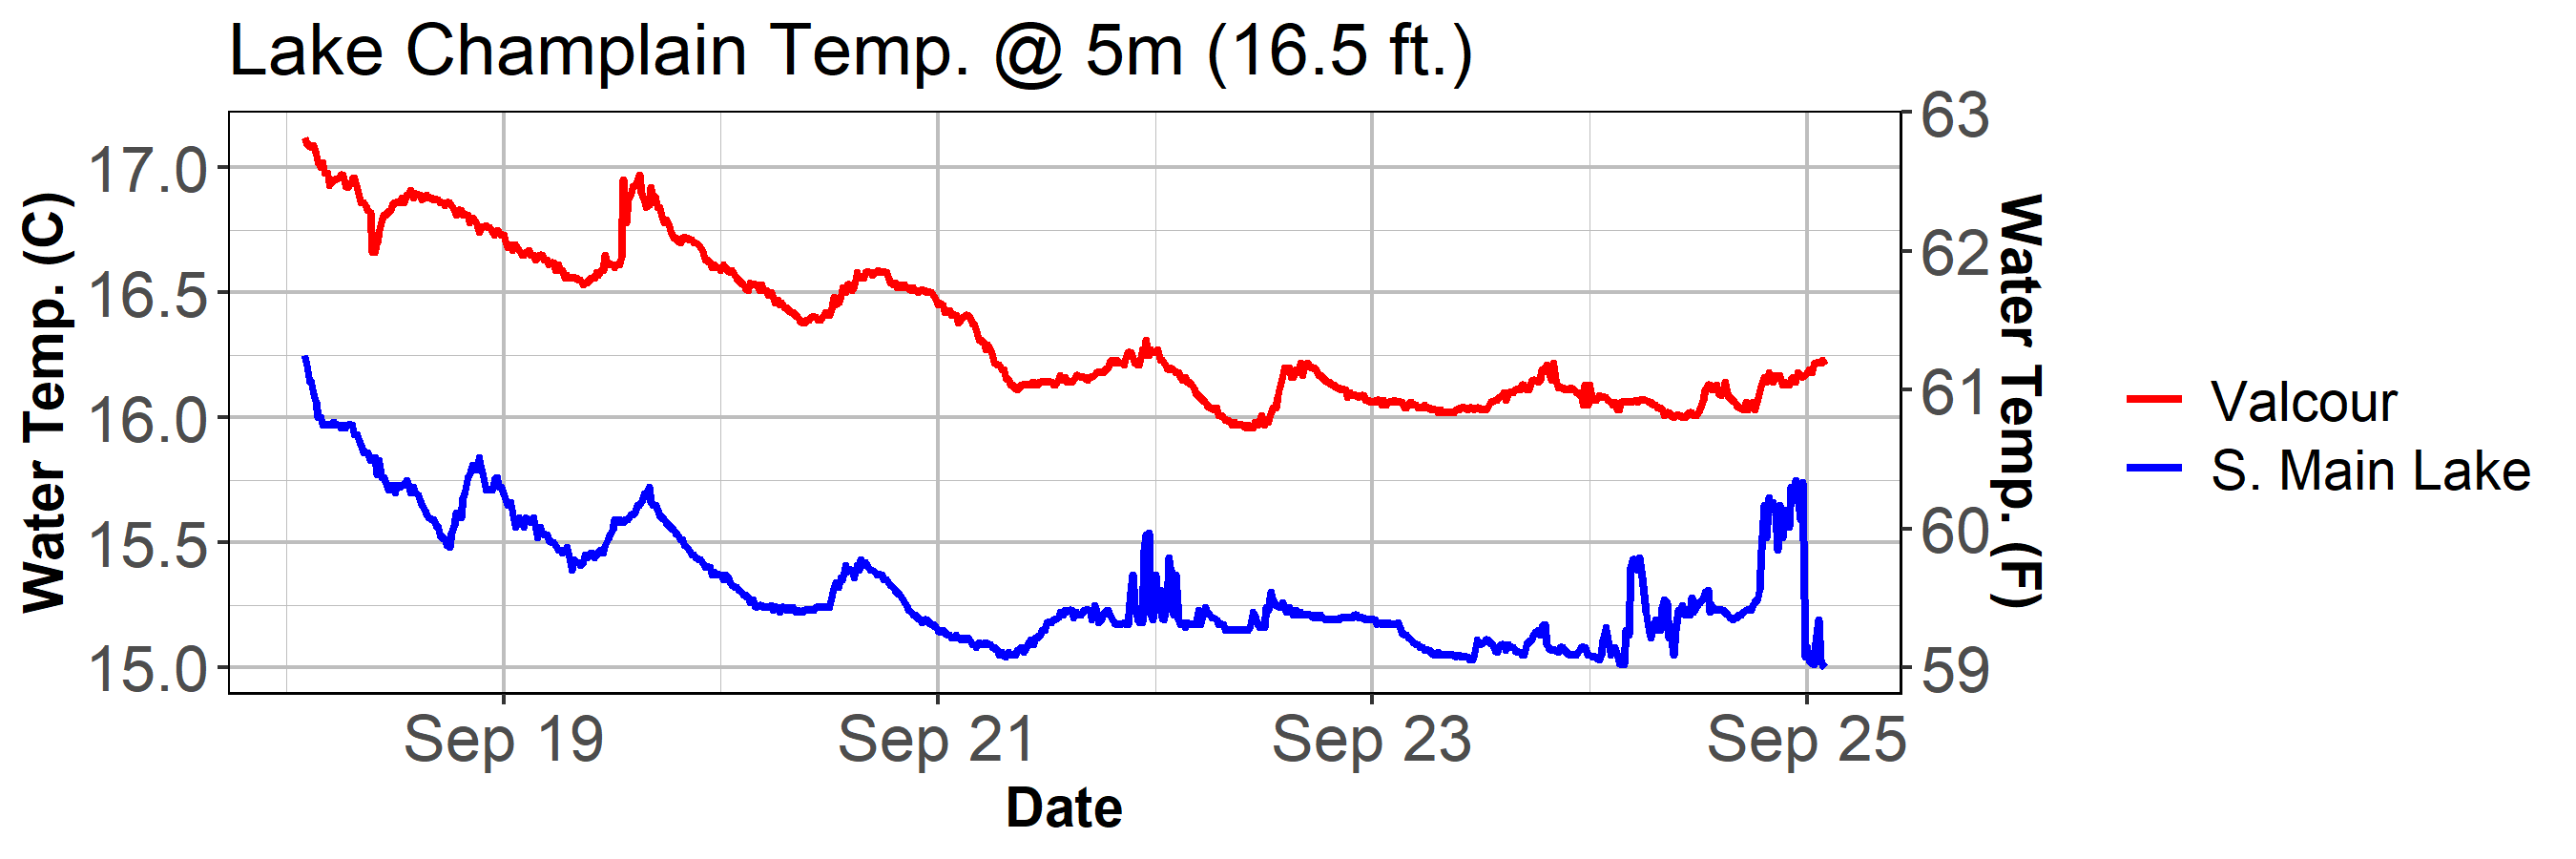 Lake Champlain Temp. @ 5m (16.5 ft.)
Water Temp. (C)
17.0
16.5
16.0
15.5
15.0
63
62
61
60
59
Water Temp. (F)
Sep 19 Sep 21 Sep 23 Sep 25
Date
Valcour
S. Main Lake